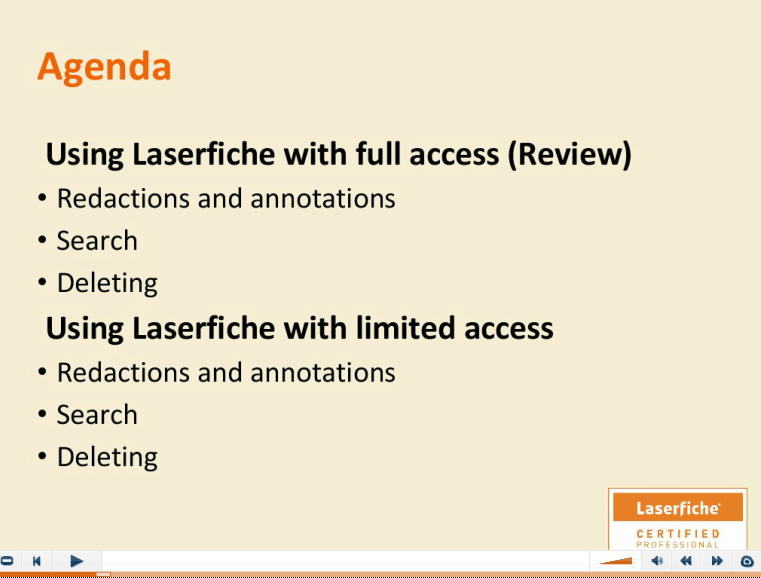 Agenda
Using Laserfiche with full access (Review)
• Redactions and annotations
• Search
• Deleting
Using Laserfiche with limited access
• Redactions and annotations
• Search
• Deleting
Laserfiche
CERTIFIED
PROFESSIONAL